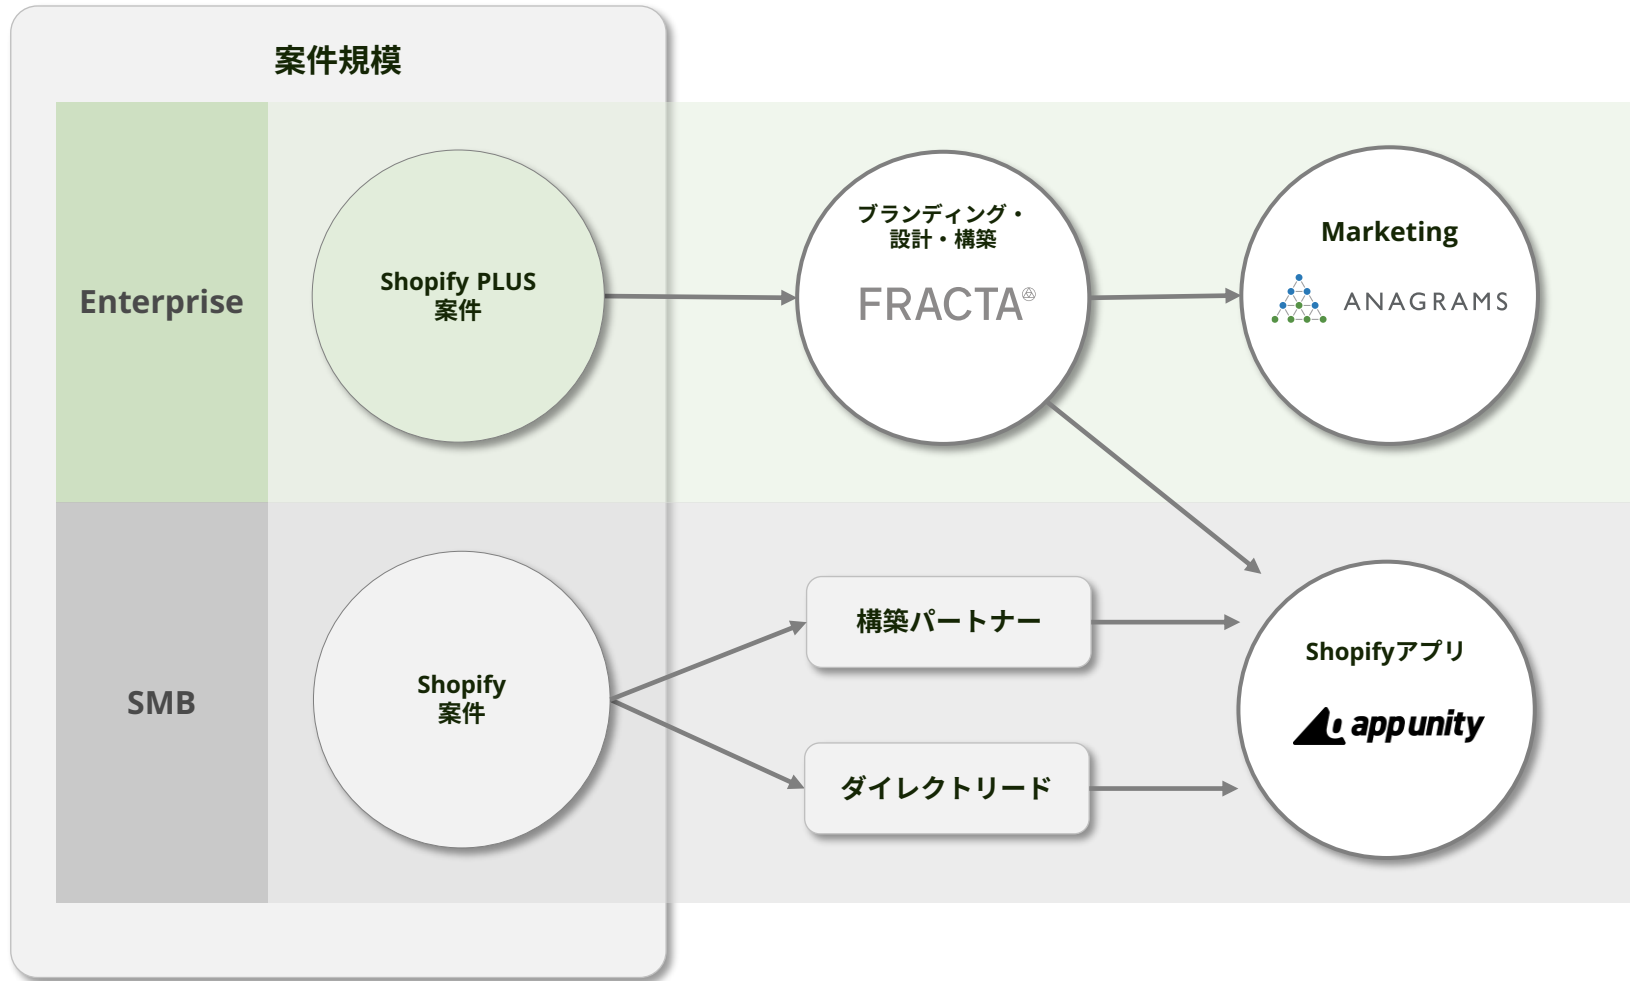 案件規模
Enterprise
Shopify PLUS
案件
ブランディング・
設計・構築
FRACTA
Marketing
ANAGRAMS
SMB
Shopify
案件
構築パートナー
ダイレクトリード
Shopifyアプリ
app unity